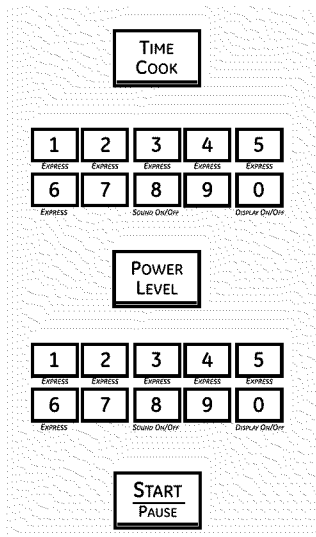 TIME
COOK
1 2 3 4 5
EXPRESS EXPRESS EXPRESS EXPRESS EXPRESS
6 7 8 9 0
EXPRESS SOUND ON/OFF DISPLAY ON/OFF
POWER
LEVEL
1 2 3 4 5
EXPRESS EXPRESS EXPRESS EXPRESS EXPRESS
6 7 8 9 0
EXPRESS SOUND ON/OFF DISPLAY ON/OFF
START
PAUSE